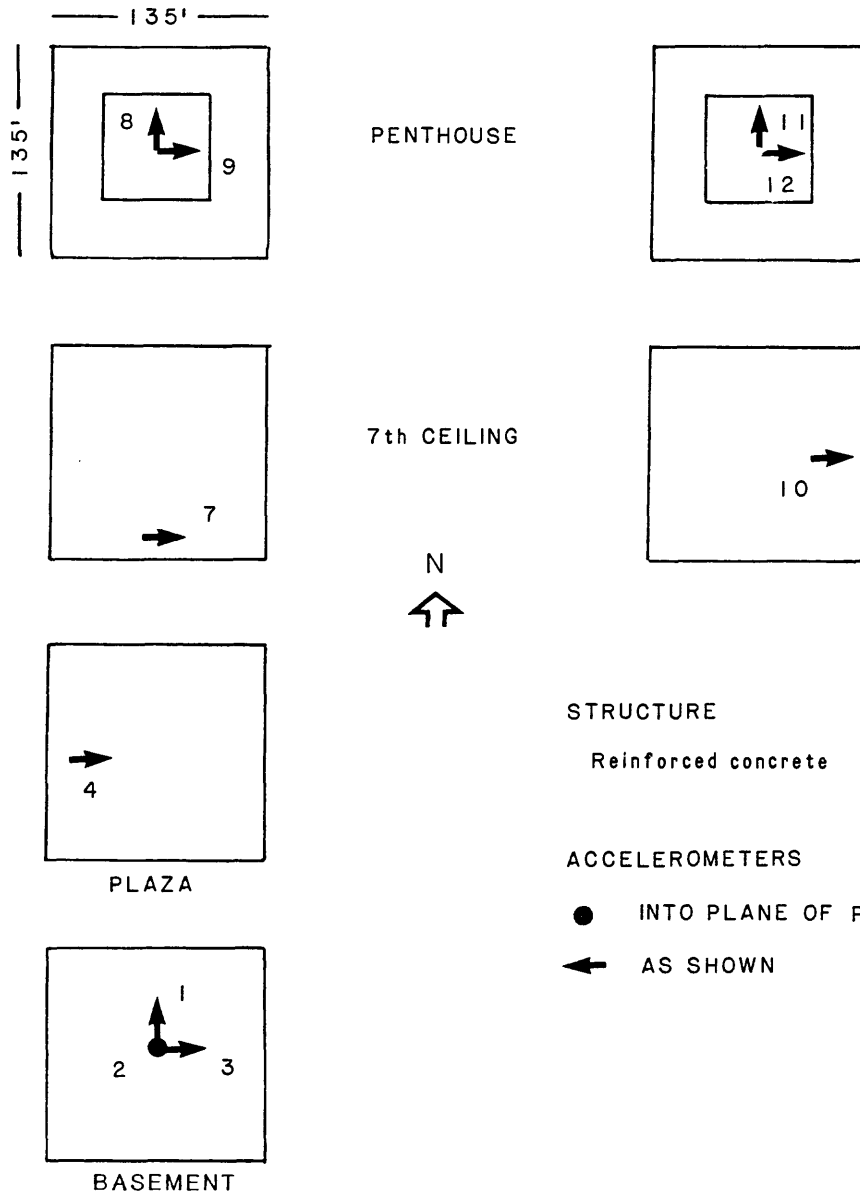 135'
135'
8
9
PENTHOUSE
11
12
7th CEILING
7
10
N
4
PLAZA
STRUCTURE
Reinforced concrete
ACCELEROMETERS
INTO PLANE OF
AS SHOWN
1
2
3
BASEMENT